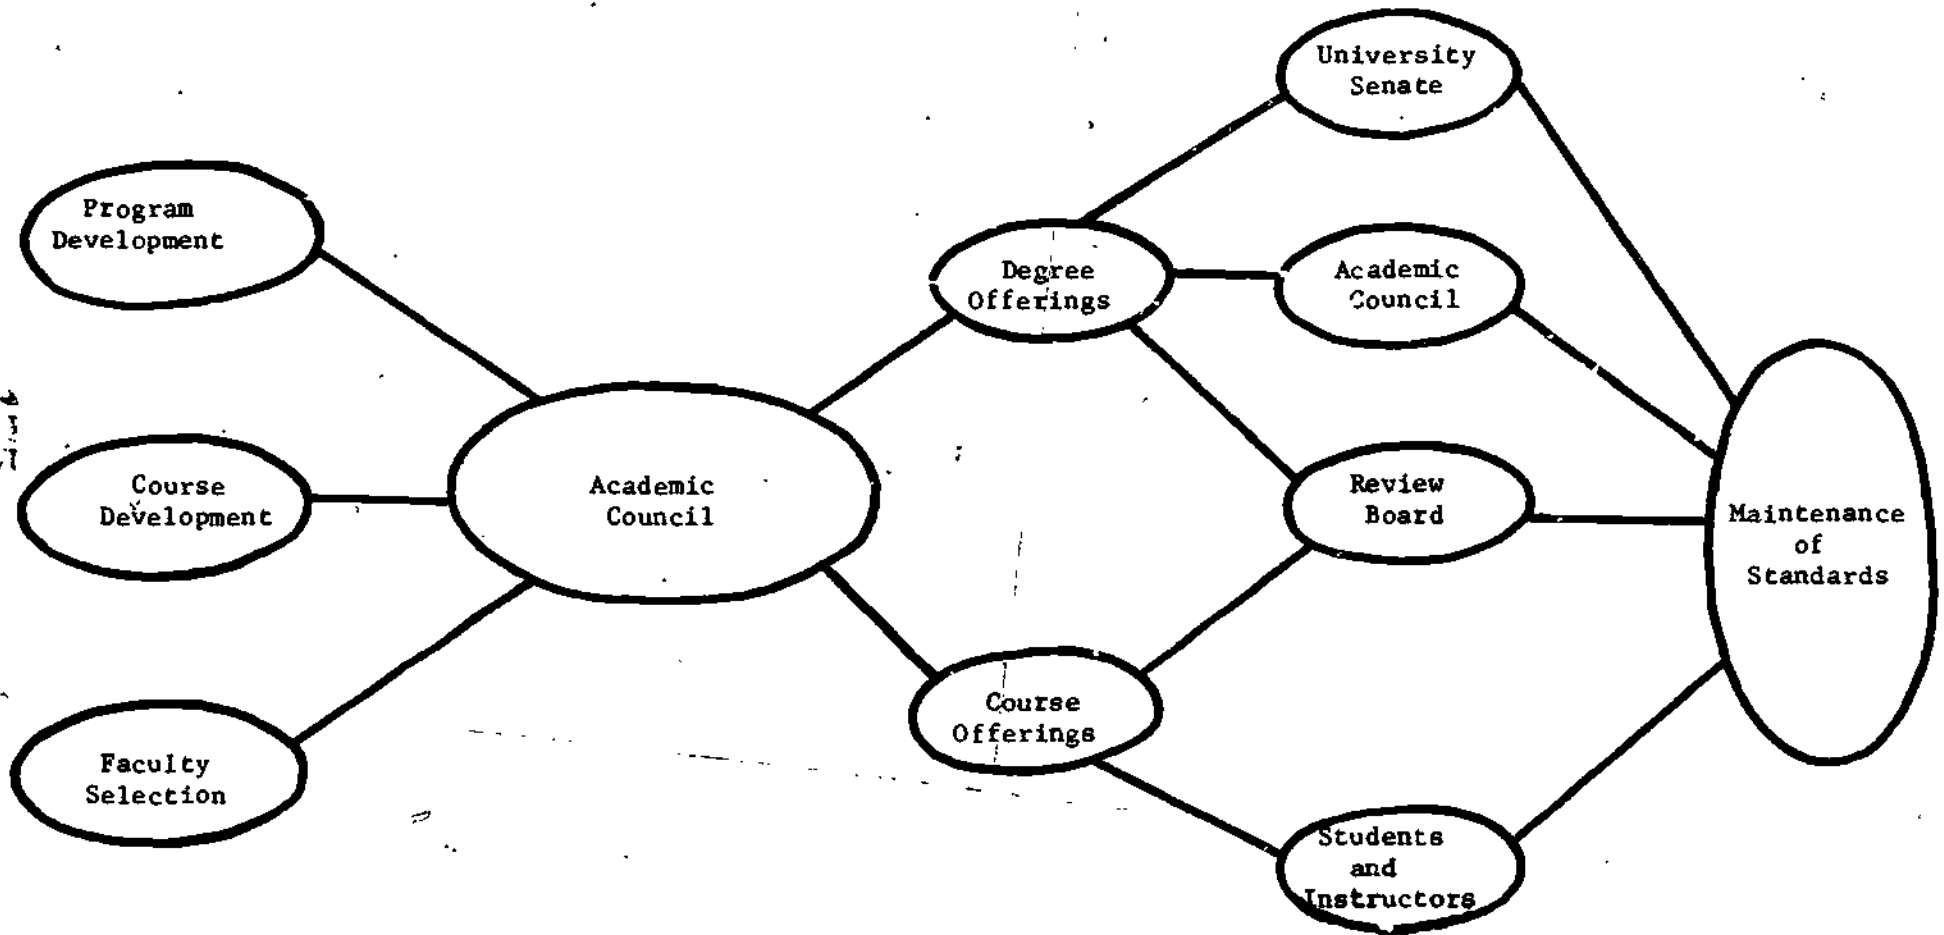 University
Senate
Program
Development
Degree
Offerings
Academic
Council
Course
Development
Academic
Council
Review
Board
Maintenance
of
Standards
Faculty
Selection
Course
Offerings
Students
and
Instructors